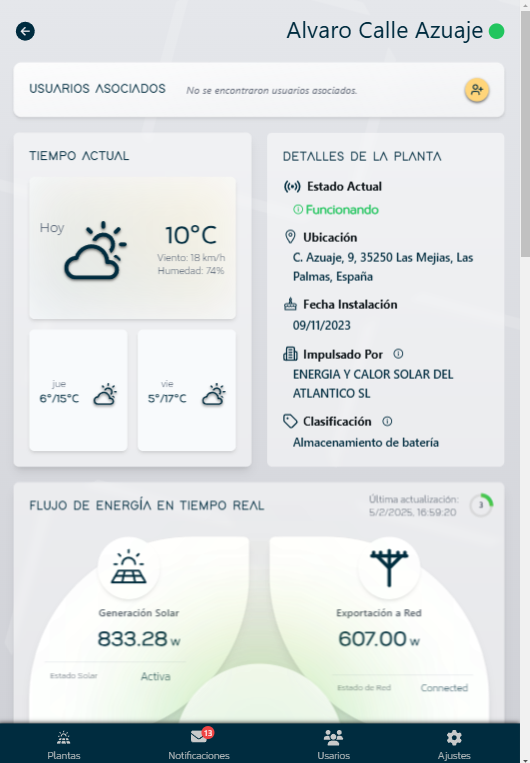 Alvaro Calle Azuaje
USUARIOS ASOCIADOS
No se encontraron usuarios asociados.
TIEMPO ACTUAL
Hoy
10°C
Viento: 18 km/h
Humedad: 74%
jue
6°/15°C
vie
5°/17°C
DETALLES DE LA PLANTA
Estado Actual
Funcionando
Ubicación
C. Azuaje, 9, 35250 Las Mejias, Las
Palmas, España
Fecha Instalación
09/11/2023
Impulsado Por
ENERGIA Y CALOR SOLAR DEL
ATLANTICO SL
Clasificación
Almacenamiento de batería
FLUJO DE ENERGÍA EN TIEMPO REAL
Última actualización:
5/2/2025, 16:59:20
3
Generación Solar
833.28 W
Estado Solar
Activa
Exportación a Red
607.00 W
Estado de Red
Connected
Plantas
13
Notificaciones
Usarios
Ajustes